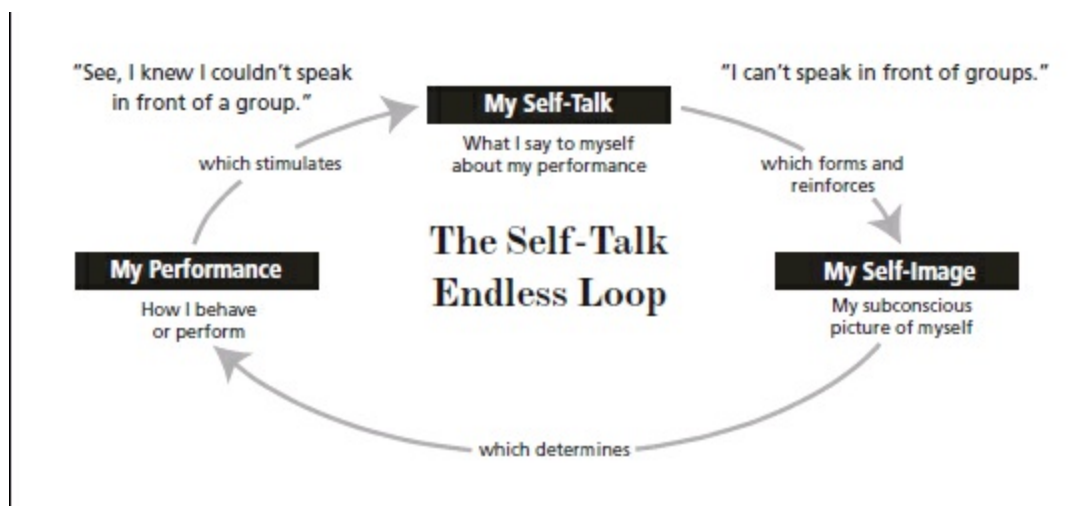 "See, I knew I couldn't speak
in front of a group."
"I can't speak in front of groups."
My Self-Talk
What I say to myself
about my performance
which stimulates
which forms and
reinforces
The Self-Talk
Endless Loop
My Performance
How I behave
or perform
My Self-Image
My subconscious
picture of myself
which determines